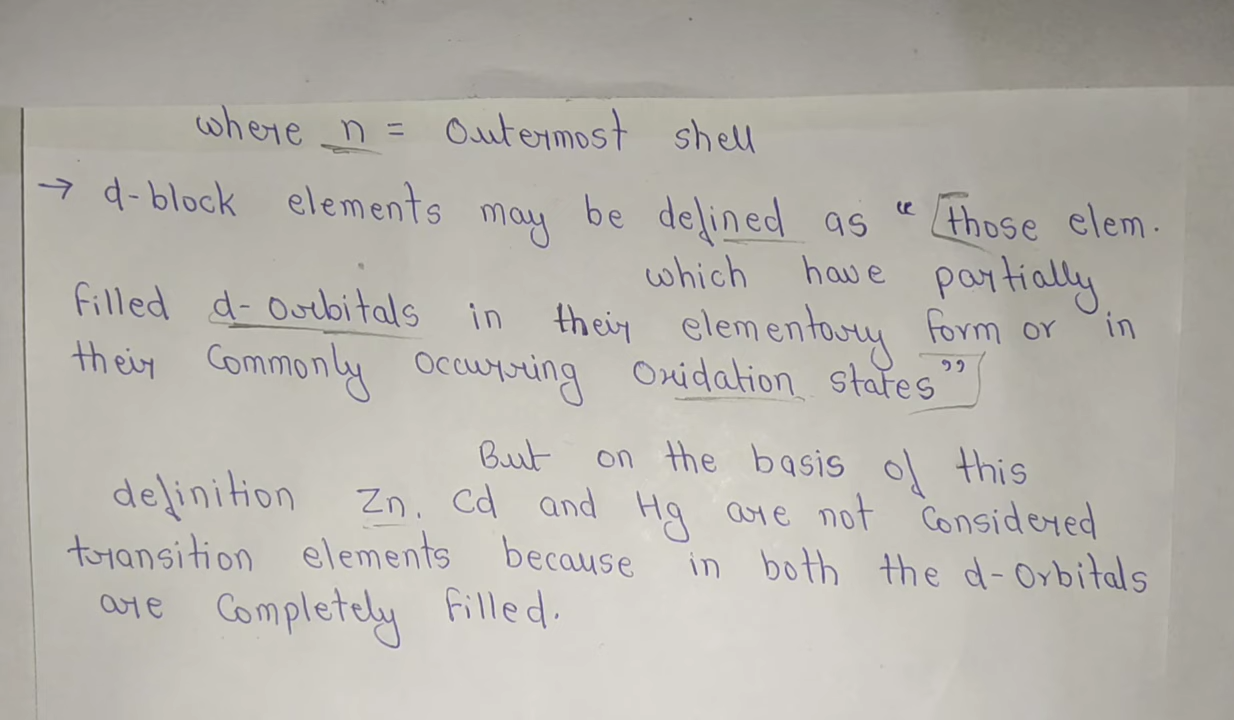 where n = Outermost shell
→ d-block elements may be defined as “ [those elem.
which have partially
filled d-orbitals in their elementary form or in
their Commonly occurring Oxidation states”]
But on the basis of this
definition Zn, Cd and Hg are not Considered
transition elements because in both the d-Orbitals
are Completely filled.